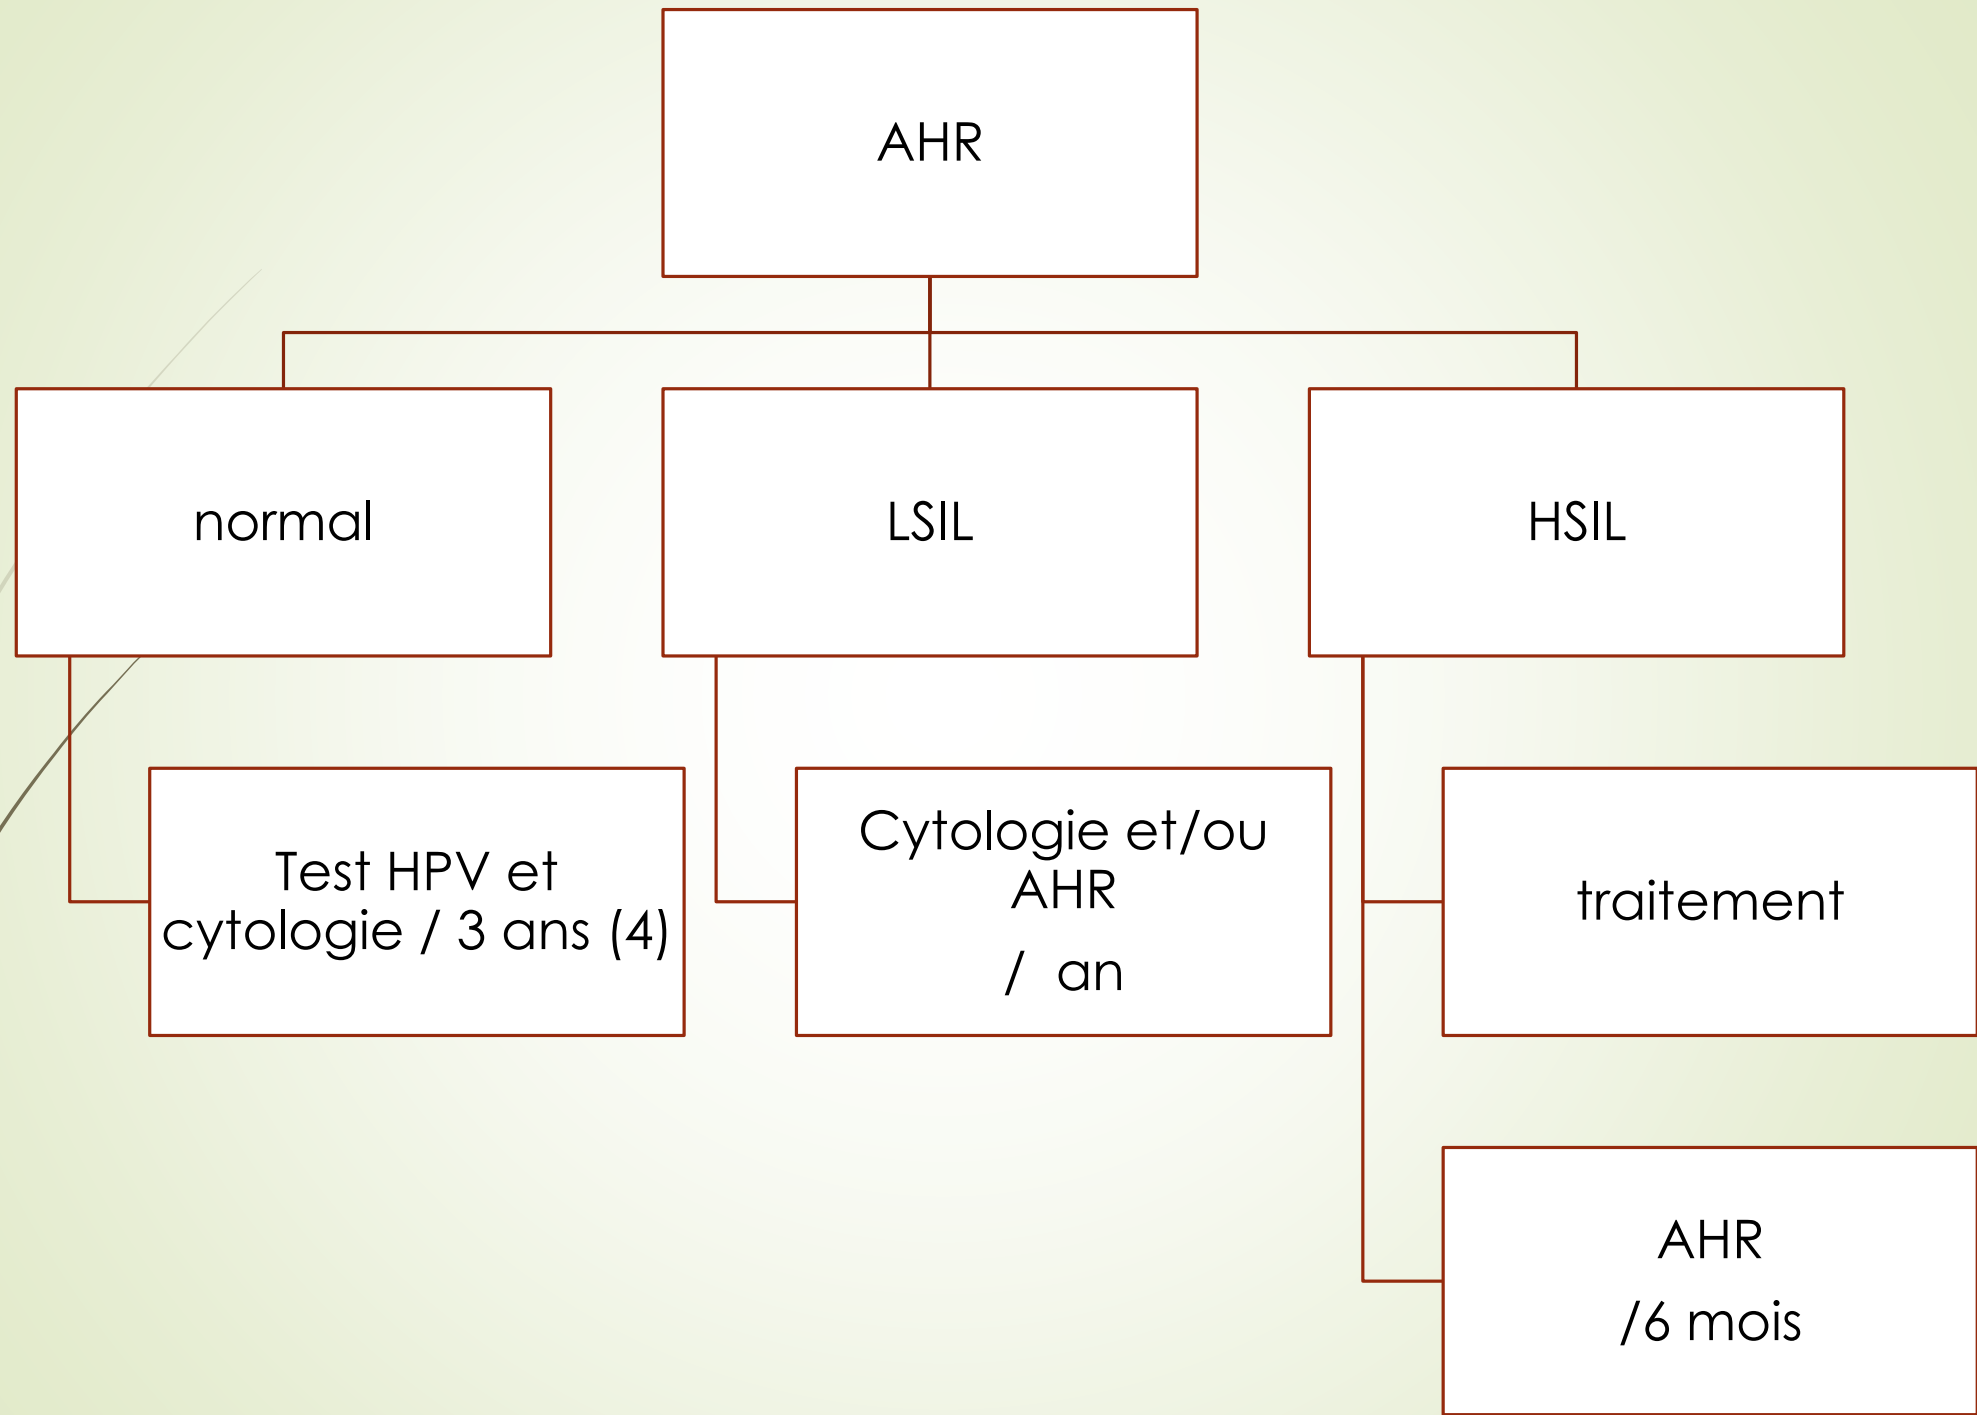 AHR
normal
LSIL
HSIL
Test HPV et
cytologie / 3 ans (4)
Cytologie et/ou
AHR
/ an
traitement
AHR
/6 mois